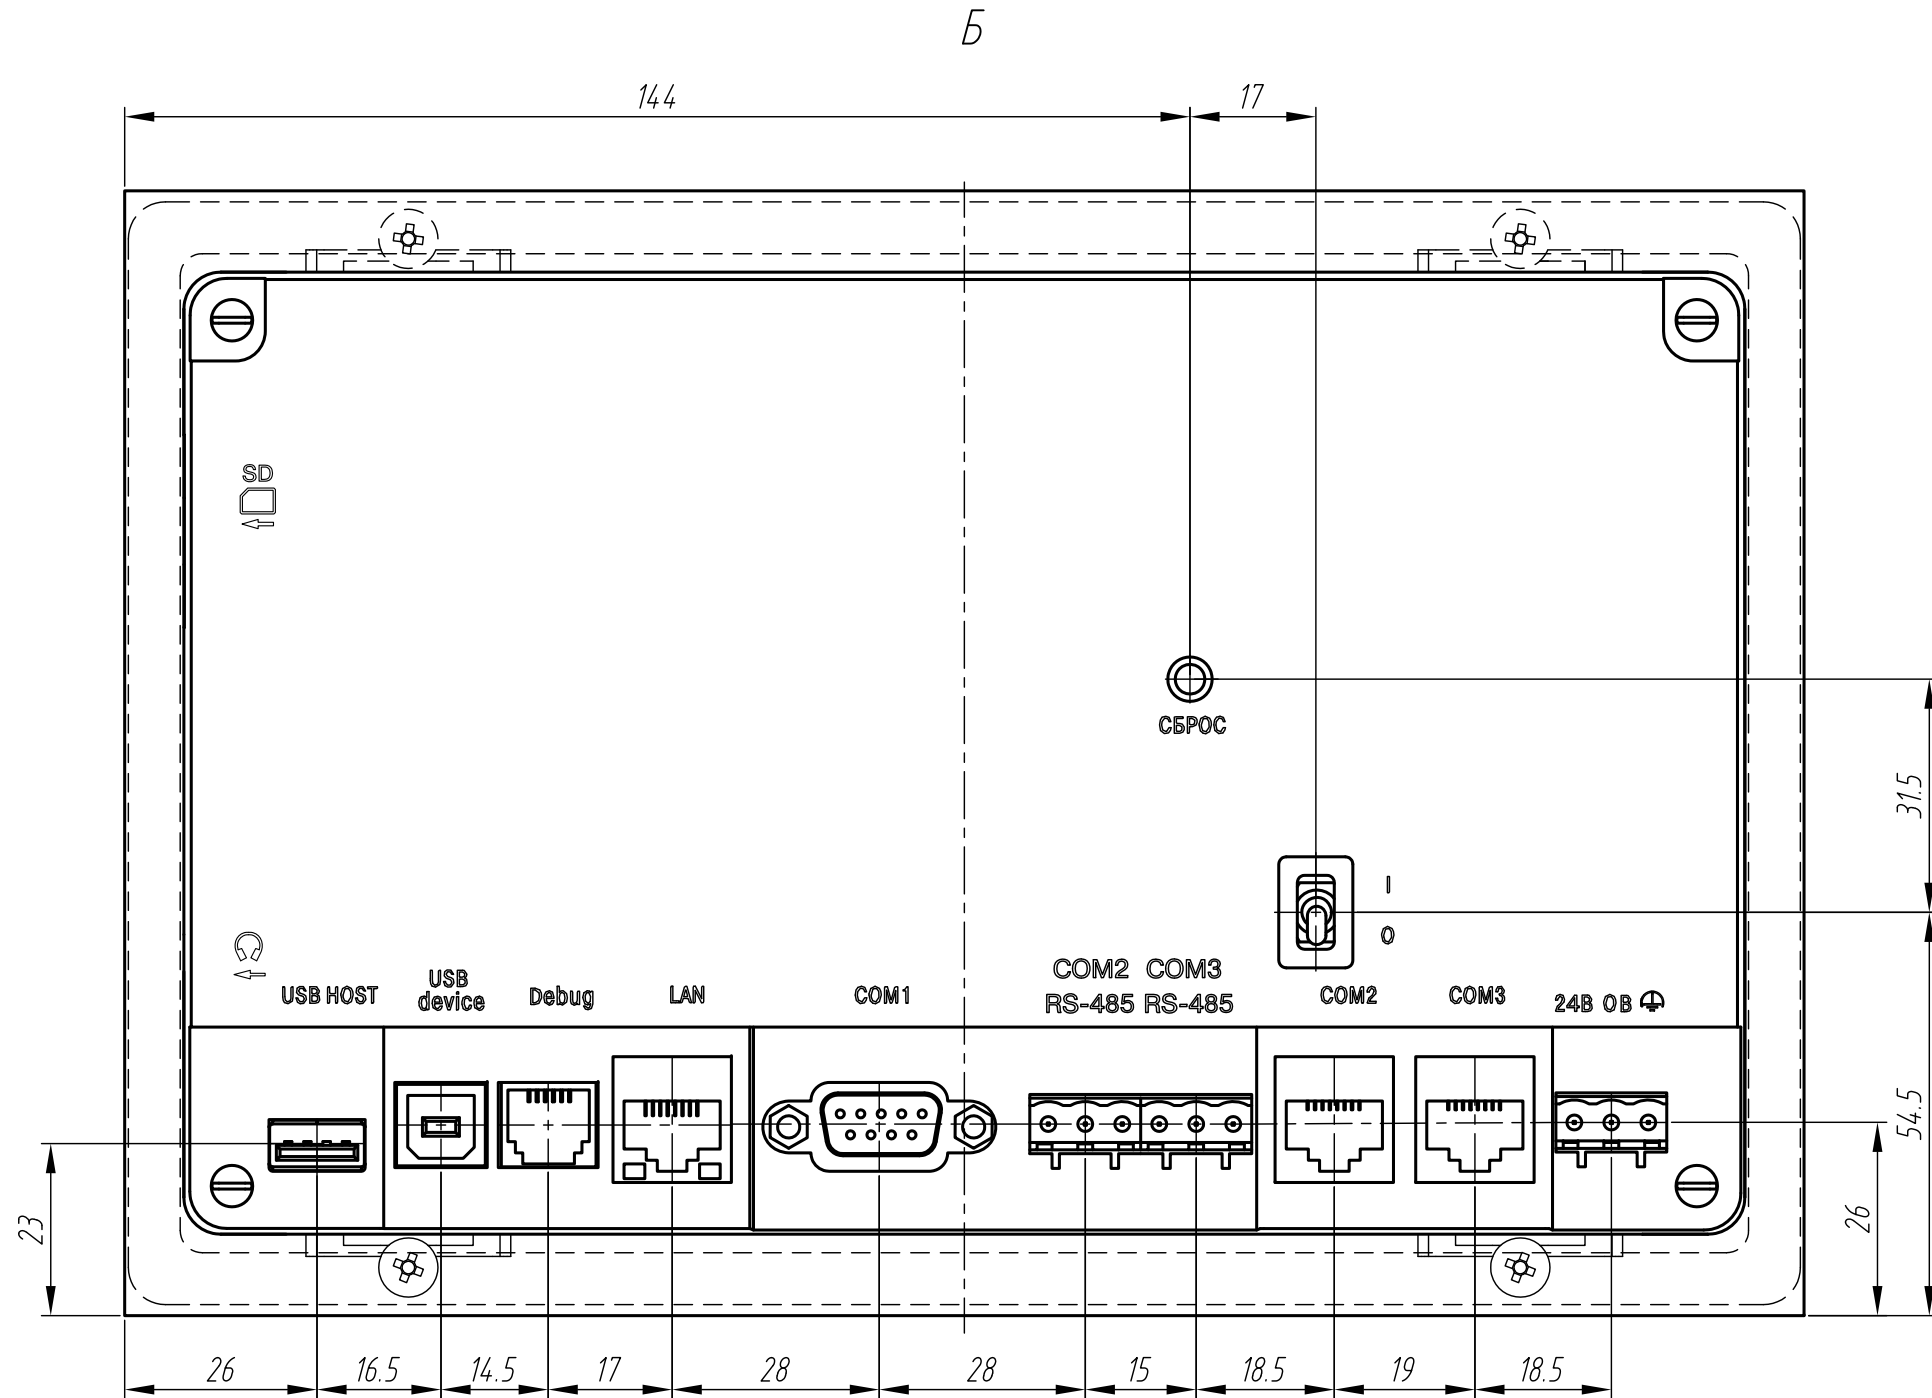 Б
144
17
SD
СБРОС
31.5
I
0
USB HOST
USB
device
Debug
LAN
COM1
COM2 COM3
RS-485 RS-485
COM2
COM3
24В 0В
54.5
23
26
26
16.5
14.5
17
28
28
15
18.5
19
18.5